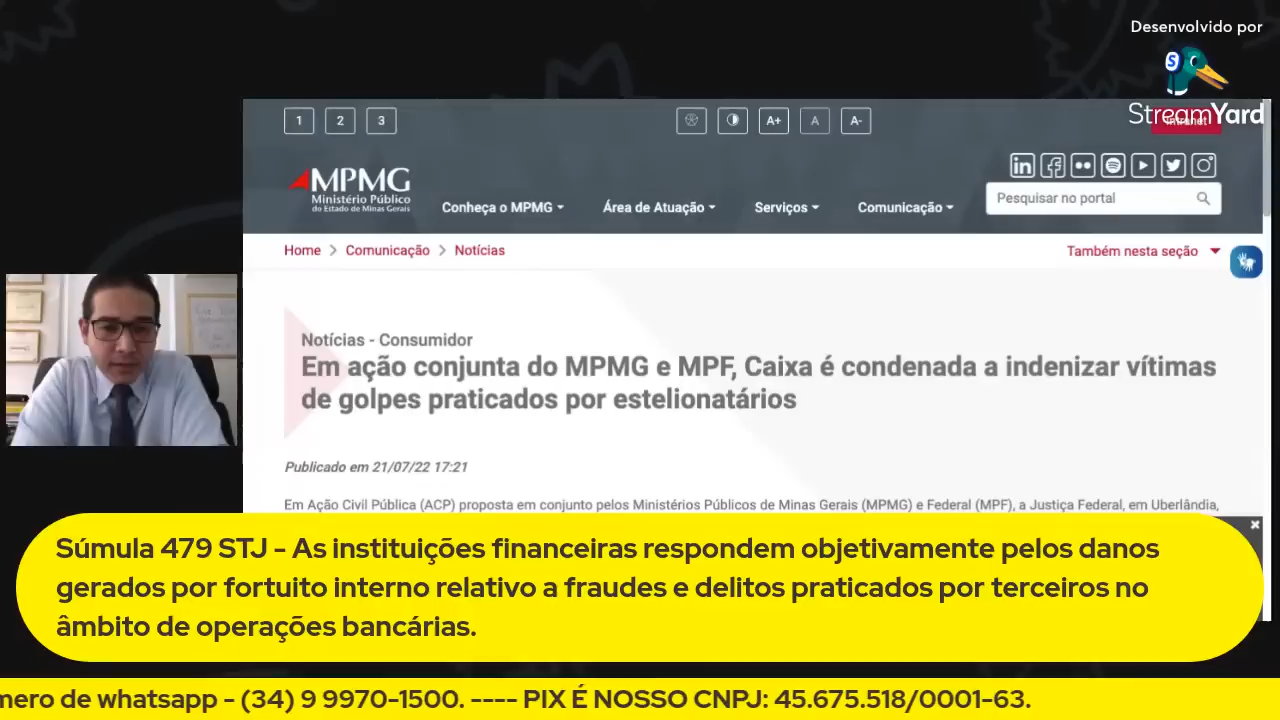 Desenvolvido por
StreamYard
1 2 3
A+ A A-
Intranet
MPMG
Ministério Público
do Estado de Minas Gerais
Conheça o MPMG Área de Atuação Serviços Comunicação
Pesquisar no portal
Home > Comunicação > Notícias
Também nesta seção
Notícias - Consumidor
Em ação conjunta do MPMG e MPF, Caixa é condenada a indenizar vítimas
de golpes praticados por estelionatários
Publicado em 21/07/22 17:21
Em Ação Civil Pública (ACP) proposta em conjunto pelos Ministérios Públicos de Minas Gerais (MPMG) e Federal (MPF), a Justiça Federal, em Uberlândia,
Súmula 479 STJ - As instituições financeiras respondem objetivamente pelos danos
gerados por fortuito interno relativo a fraudes e delitos praticados por terceiros no
âmbito de operações bancárias.
mero de whatsapp - (34) 9 9970-1500. ---- PIX É NOSSO CNPJ: 45.675.518/0001-63.